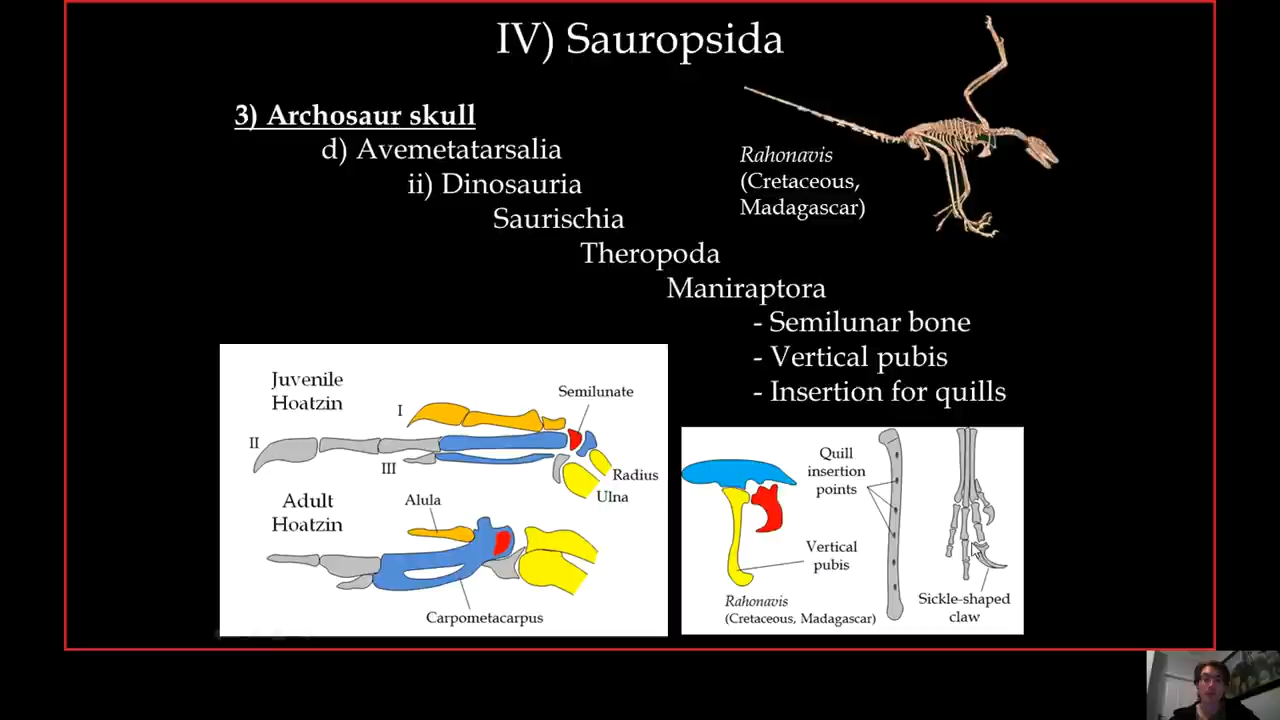 IV) Sauropsida
3) Archosaur skull
d) Avemetatarsalia
ii) Dinosauria
Saurischia
Theropoda
Maniraptora
- Semilunar bone
- Vertical pubis
- Insertion for quills
Rahonavis
(Cretaceous,
Madagascar)
Juvenile
Hoatzin
I
II
III
Semilunate
Radius
Ulna
Adult
Hoatzin
Alula
Carpometacarpus
Quill
insertion
points
Vertical
pubis
Rahonavis
(Cretaceous, Madagascar)
Sickle-shaped
claw